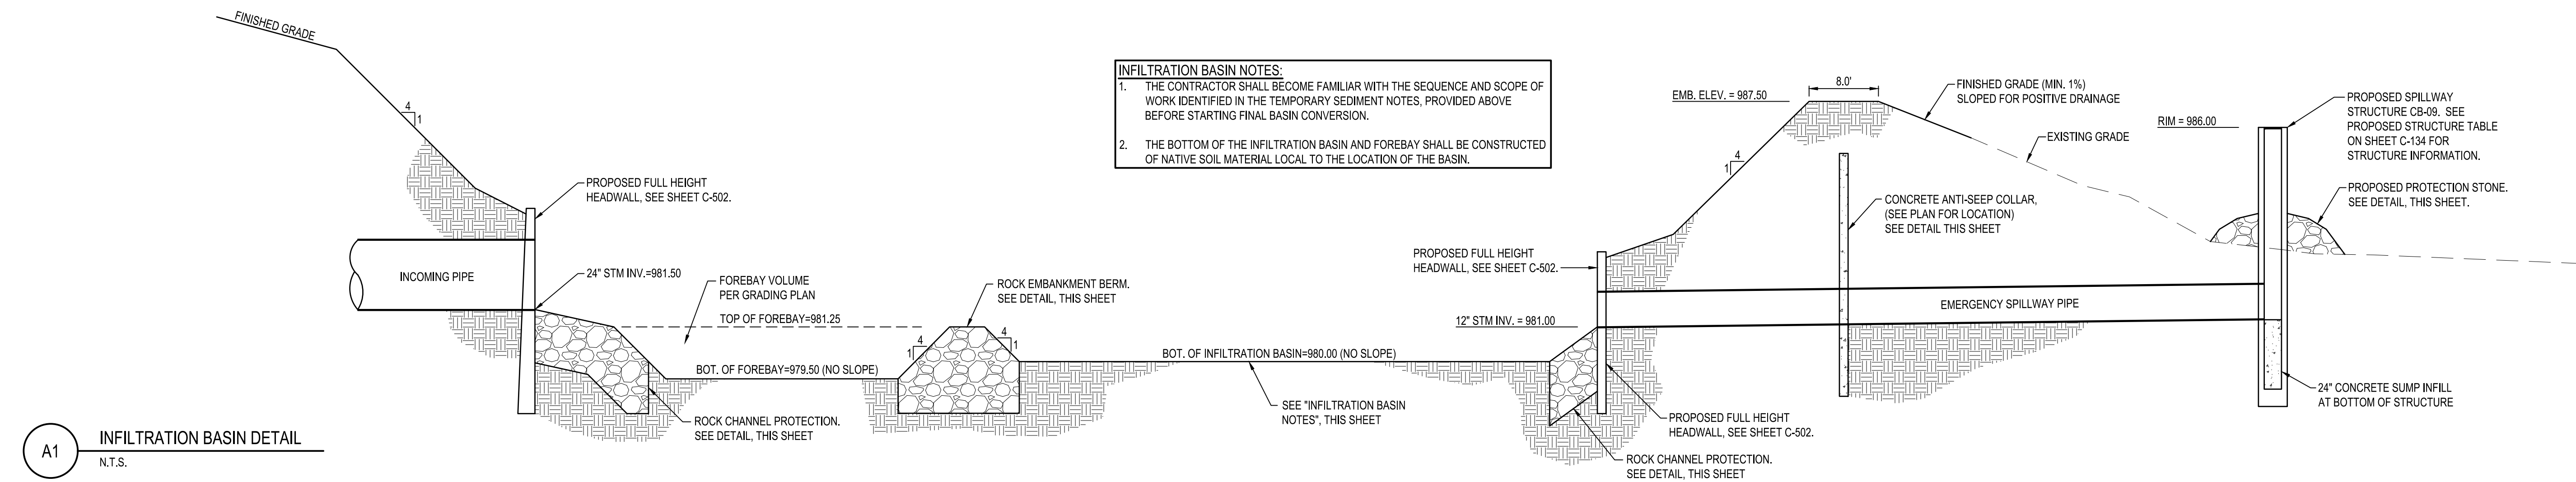 FINISHED GRADE
4
1
PROPOSED FULL HEIGHT
HEADWALL, SEE SHEET C-502.
INCOMING PIPE
24" STM INV.=981.50
FOREBAY VOLUME
PER GRADING PLAN
TOP OF FOREBAY=981.25
ROCK EMBANKMENT BERM.
SEE DETAIL, THIS SHEET
4
1
4
1
BOT. OF FOREBAY=979.50 (NO SLOPE)
ROCK CHANNEL PROTECTION.
SEE DETAIL, THIS SHEET
INFILTRATION BASIN NOTES:
1. THE CONTRACTOR SHALL BECOME FAMILIAR WITH THE SEQUENCE AND SCOPE OF
WORK IDENTIFIED IN THE TEMPORARY SEDIMENT NOTES, PROVIDED ABOVE
BEFORE STARTING FINAL BASIN CONVERSION.
2. THE BOTTOM OF THE INFILTRATION BASIN AND FOREBAY SHALL BE CONSTRUCTED
OF NATIVE SOIL MATERIAL LOCAL TO THE LOCATION OF THE BASIN.
BOT. OF INFILTRATION BASIN=980.00 (NO SLOPE)
SEE "INFILTRATION BASIN
NOTES", THIS SHEET
EMB. ELEV. = 987.50
8.0'
FINISHED GRADE (MIN. 1%)
SLOPED FOR POSITIVE DRAINAGE
EXISTING GRADE
4
1
CONCRETE ANTI-SEEP COLLAR,
(SEE PLAN FOR LOCATION)
SEE DETAIL THIS SHEET
PROPOSED FULL HEIGHT
HEADWALL, SEE SHEET C-502.
12" STM INV. = 981.00
EMERGENCY SPILLWAY PIPE
PROPOSED FULL HEIGHT
HEADWALL, SEE SHEET C-502.
ROCK CHANNEL PROTECTION.
SEE DETAIL, THIS SHEET
RIM = 986.00
PROPOSED SPILLWAY
STRUCTURE CB-09. SEE
PROPOSED STRUCTURE TABLE
ON SHEET C-134 FOR
STRUCTURE INFORMATION.
PROPOSED PROTECTION STONE.
SEE DETAIL, THIS SHEET.
24" CONCRETE SUMP INFILL
AT BOTTOM OF STRUCTURE
A1
INFILTRATION BASIN DETAIL
N.T.S.